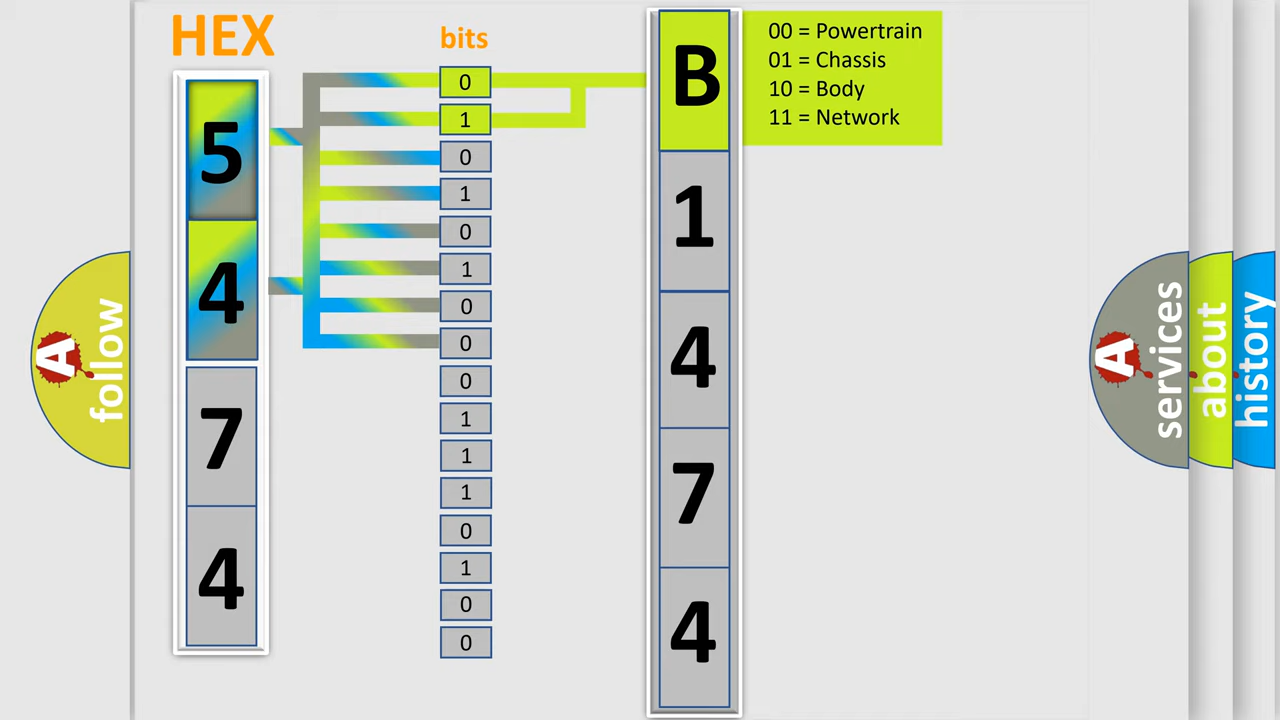 HEX
bits
5
4
7
4
0
1
0
1
0
1
0
0
0
1
1
1
0
1
0
0
B
1
4
7
4
00 = Powertrain
01 = Chassis
10 = Body
11 = Network
A follow
A services
about
history